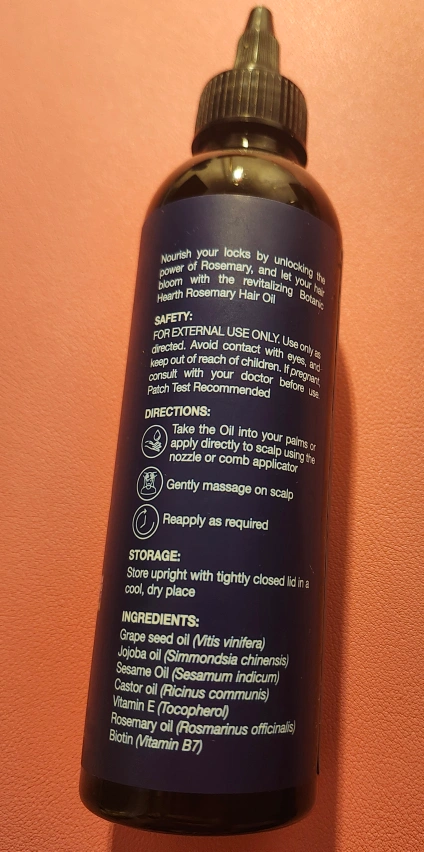 Nourish your locks by unlocking the
power of Rosemary, and let your hair
bloom with the revitalizing Botanic
Hearth Rosemary Hair Oil
SAFETY:
FOR EXTERNAL USE ONLY. Use only as
directed. Avoid contact with eyes, and
keep out of reach of children. If pregnant,
consult with your doctor before use.
Patch Test Recommended
DIRECTIONS:
Take the Oil into your palms or
apply directly to scalp using the
nozzle or comb applicator
Gently massage on scalp
Reapply as required
STORAGE:
Store upright with tightly closed lid in a
cool, dry place
INGREDIENTS:
Grape seed oil (Vitis vinifera)
Jojoba oil (Simmondsia chinensis)
Sesame Oil (Sesamum indicum)
Castor oil (Ricinus communis)
Vitamin E (Tocopherol)
Rosemary oil (Rosmarinus officinalis)
Biotin (Vitamin B7)